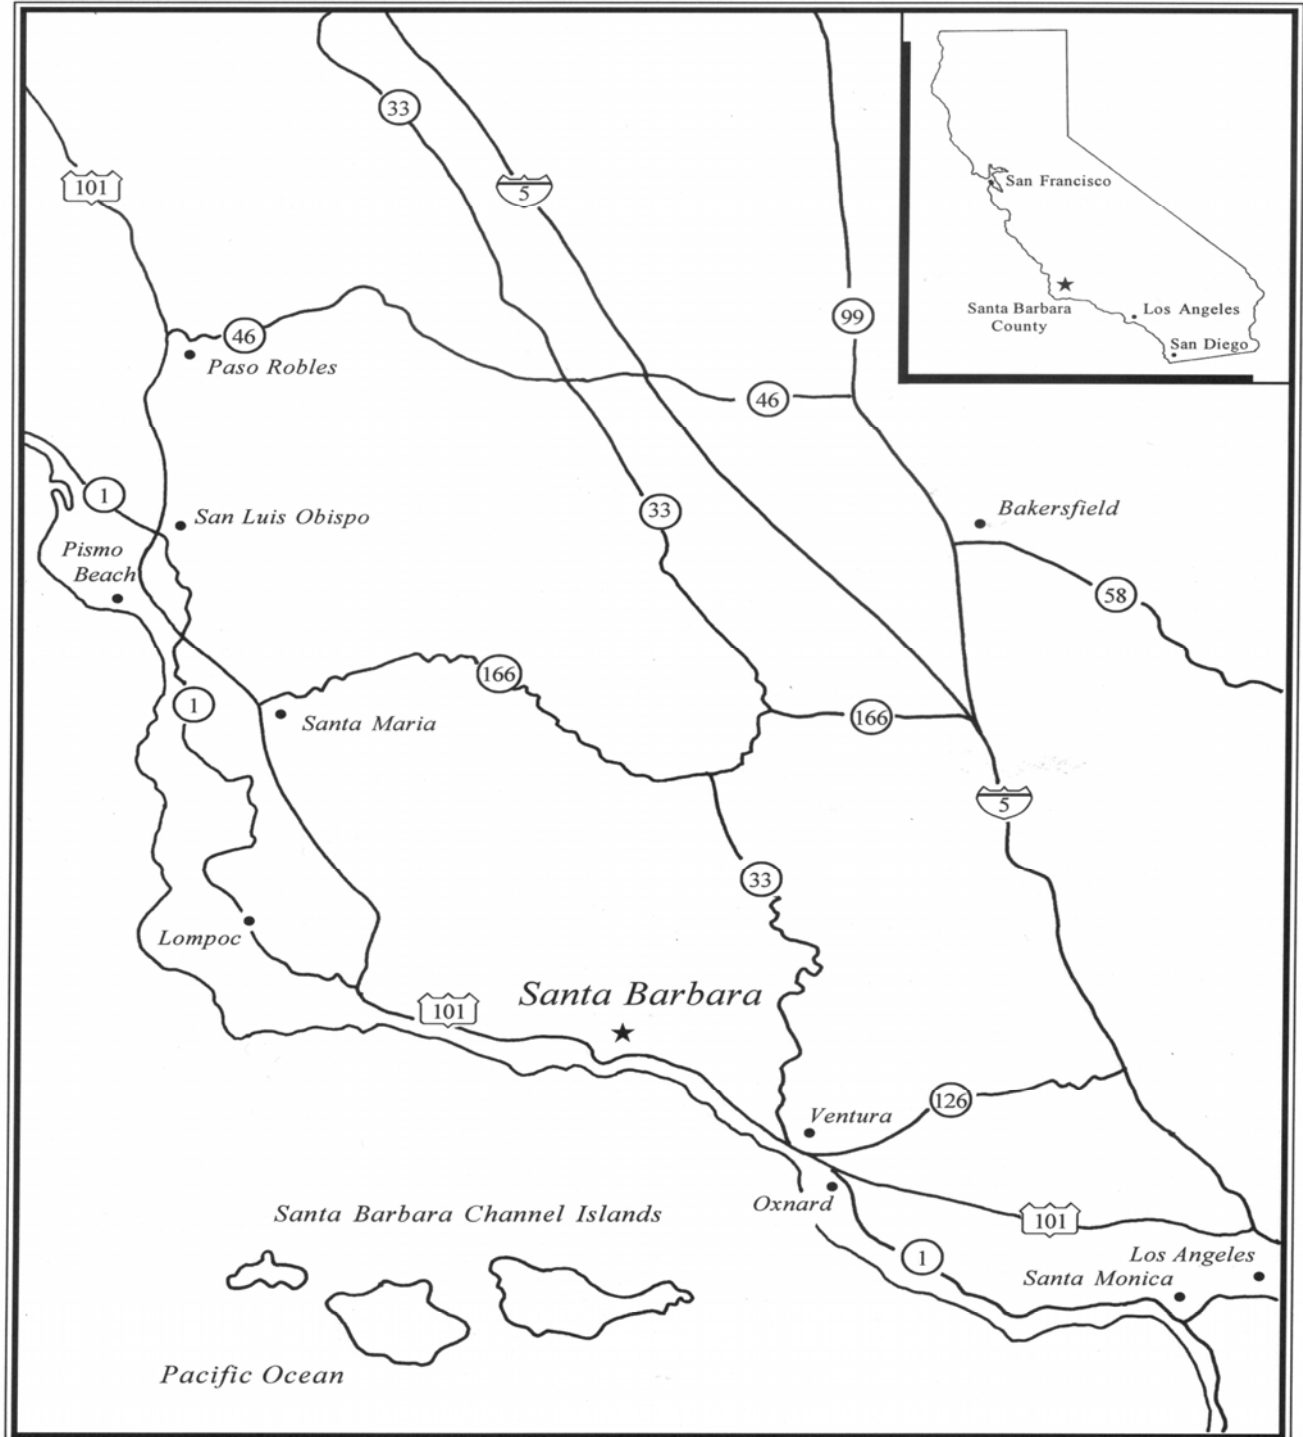 33
101
5
San Francisco
Santa Barbara
County
Los Angeles
San Diego
99
46
Paso Robles
46
1
San Luis Obispo
33
Bakersfield
Pismo
Beach
58
166
1
Santa Maria
166
5
33
Lompoc
Santa Barbara
101
126
Ventura
Oxnard
Santa Barbara Channel Islands
101
1
Los Angeles
Santa Monica
Pacific Ocean